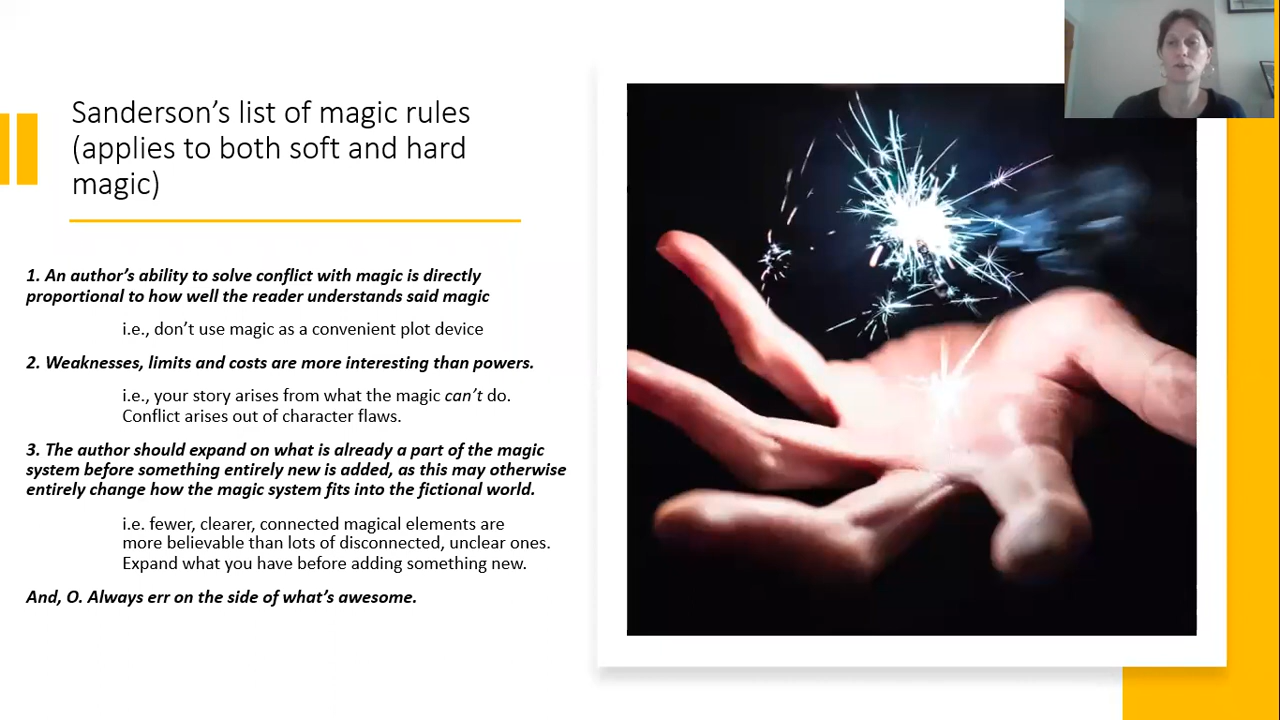 Sanderson’s list of magic rules
(applies to both soft and hard
magic)
1. An author’s ability to solve conflict with magic is directly
proportional to how well the reader understands said magic
i.e., don’t use magic as a convenient plot device
2. Weaknesses, limits and costs are more interesting than powers.
i.e., your story arises from what the magic can’t do.
Conflict arises out of character flaws.
3. The author should expand on what is already a part of the magic
system before something entirely new is added, as this may otherwise
entirely change how the magic system fits into the fictional world.
i.e. fewer, clearer, connected magical elements are
more believable than lots of disconnected, unclear ones.
Expand what you have before adding something new.
And, O. Always err on the side of what’s awesome.